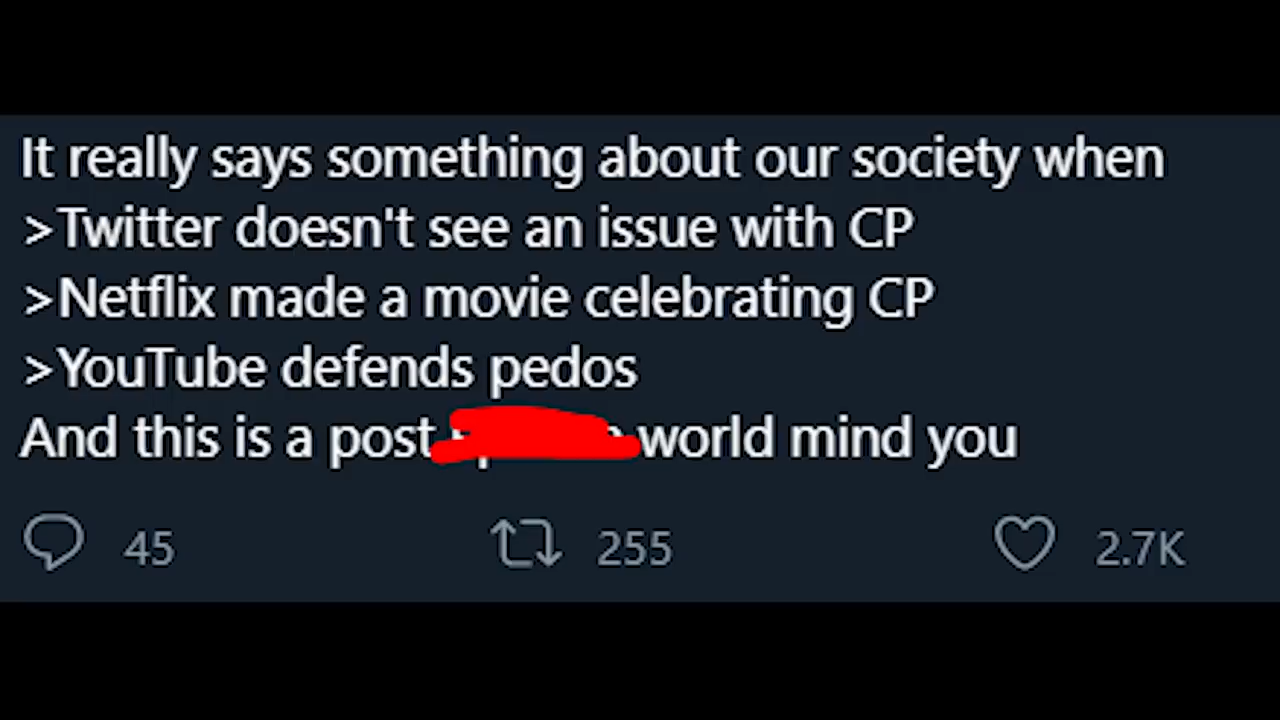 It really says something about our society when
>Twitter doesn't see an issue with CP
>Netflix made a movie celebrating CP
>YouTube defends pedos
And this is a post world mind you
45 255 2.7K